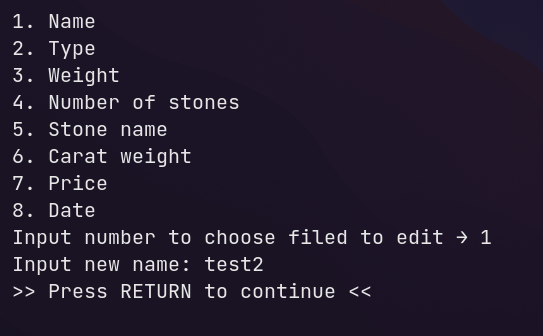 1. Name
2. Type
3. Weight
4. Number of stones
5. Stone name
6. Carat weight
7. Price
8. Date
Input number to choose filed to edit → 1
Input new name: test2
>> Press RETURN to continue <<